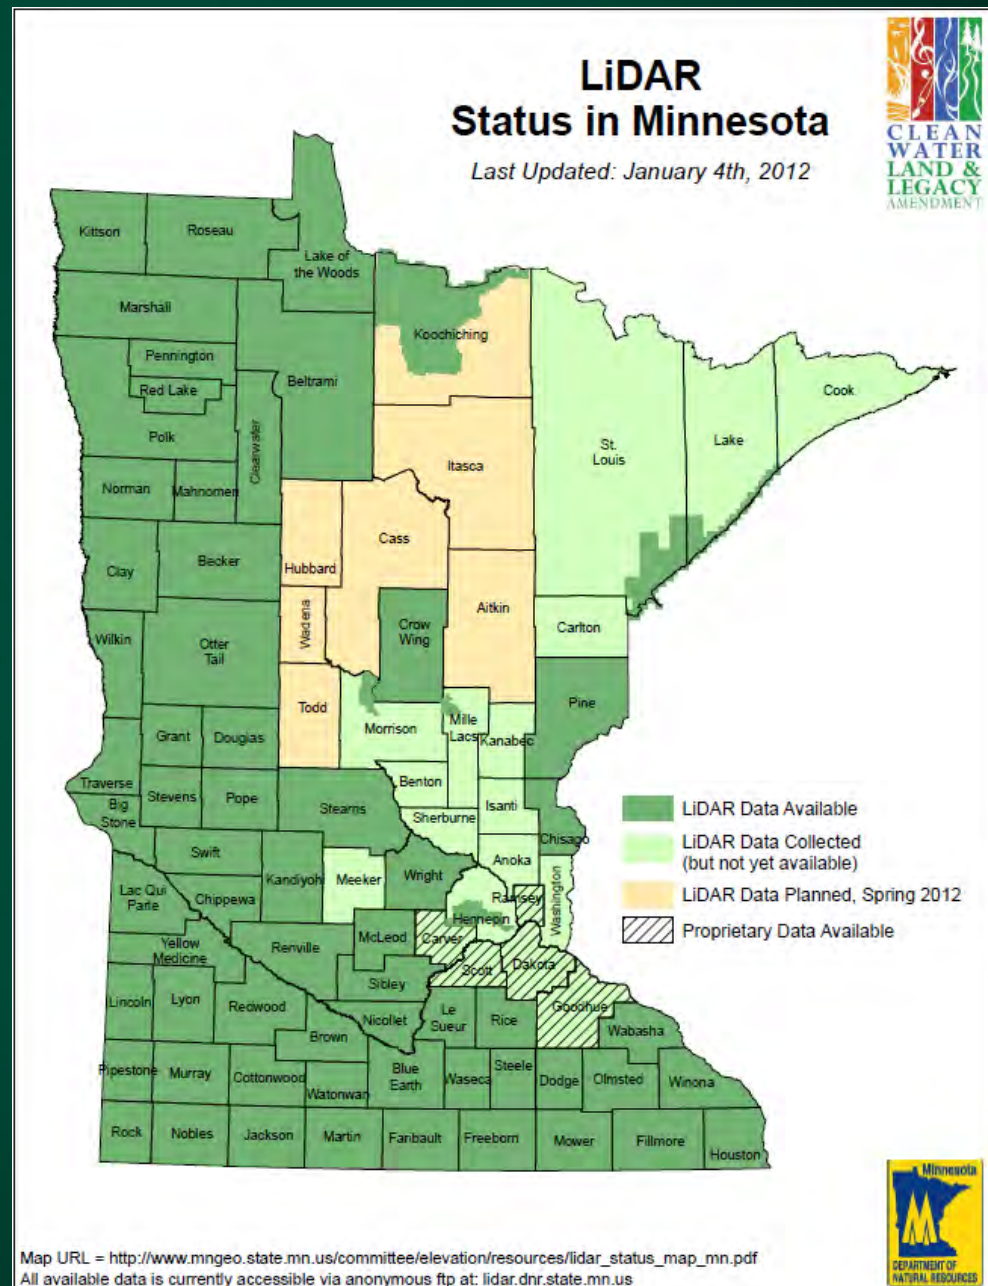 LiDAR
Status in Minnesota
Last Updated: January 4th, 2012
CLEAN
WATER
LAND &
LEGACY
AMENDMENT
Kittson
Roseau
Lake of
the Woods
Marshall
Koochiching
Pennington
Beltrami
Red Lake
Cook
Polk
Clearwater
St.
Louis
Lake
Itasca
Norman
Mahnomen
Cass
Becker
Hubbard
Clay
Aitkin
Wadena
Crow
Wing
Carlton
Wilkin
Otter
Tail
Todd
Pine
Morrison
Mille
Lacs
Kanabec
Grant
Douglas
Traverse
Stevens
Pope
Benton
Big
Stone
Stearns
Isanti
Sherburne
Swift
Chisago
Anoka
Lac Qui
Parle
Chippewa
Kandiyohi
Meeker
Wright
Ramsey
Washington
Hennepin
Yellow
Medicine
Renville
McLeod
Carver
Scott
Dakota
Sibley
Lincoln
Lyon
Redwood
Nicollet
Le
Sueur
Rice
Goodhue
Wabasha
Brown
Pipestone
Murray
Cottonwood
Watonwan
Blue
Earth
Waseca
Steele
Dodge
Olmsted
Winona
Rock
Nobles
Jackson
Martin
Faribault
Freeborn
Mower
Fillmore
Houston
LiDAR Data Available
LiDAR Data Collected
(but not yet available)
LiDAR Data Planned, Spring 2012
Proprietary Data Available
Minnesota
DEPARTMENT OF
NATURAL RESOURCES
Map URL = http://www.mngeo.state.mn.us/committee/elevation/resources/lidar_status_map_mn.pdf
All available data is currently accessible via anonymous ftp at: lidar.dnr.state.mn.us